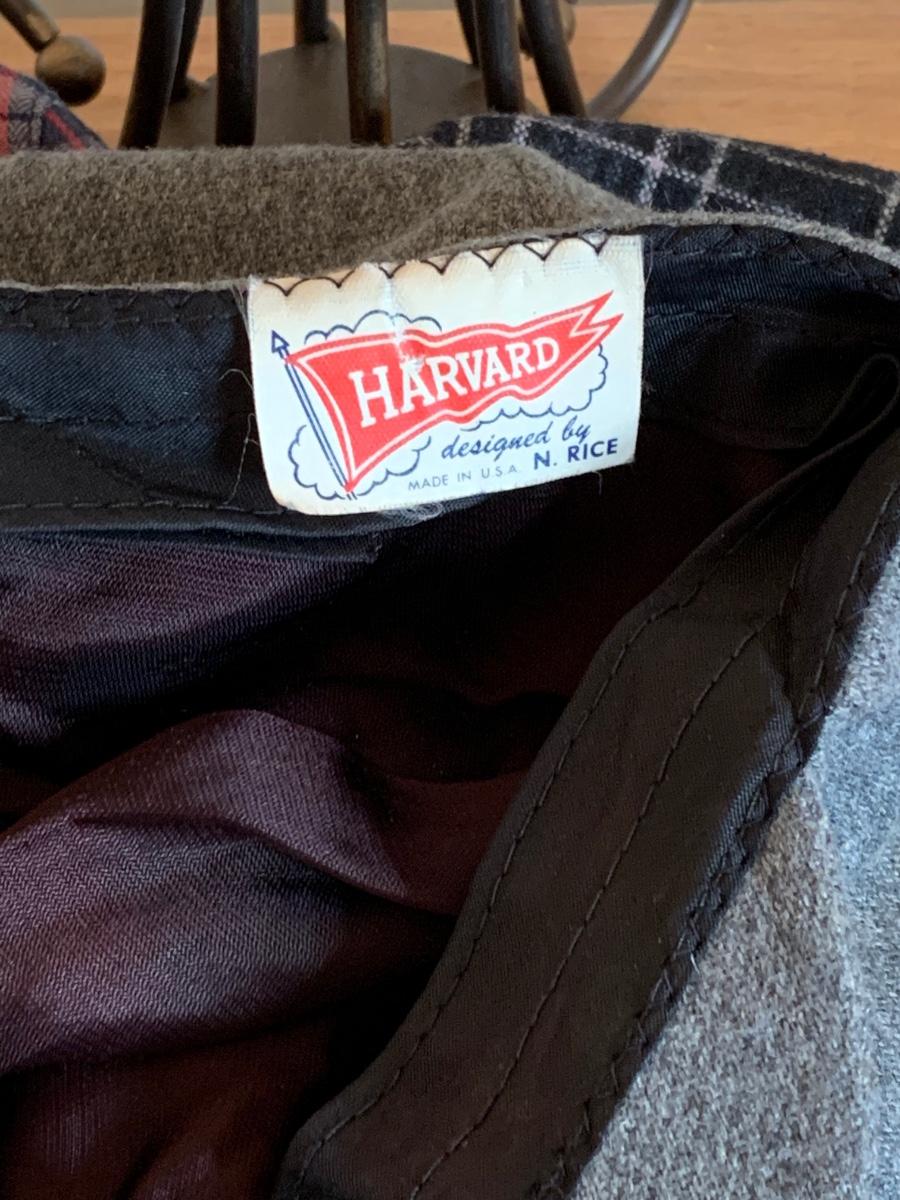 HARVARD
designed by
MADE IN U.S.A. N. RICE